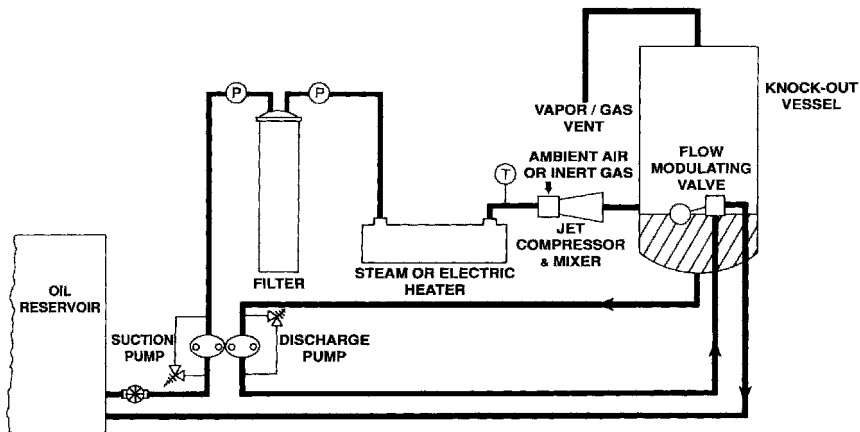 P
P
KNOCK-OUT
VESSEL
VAPOR / GAS
VENT
FLOW
MODULATING
VALVE
AMBIENT AIR
OR INERT GAS
T
JET
COMPRESSOR
& MIXER
FILTER
STEAM OR ELECTRIC
HEATER
OIL
RESERVOIR
SUCTION
PUMP
DISCHARGE
PUMP